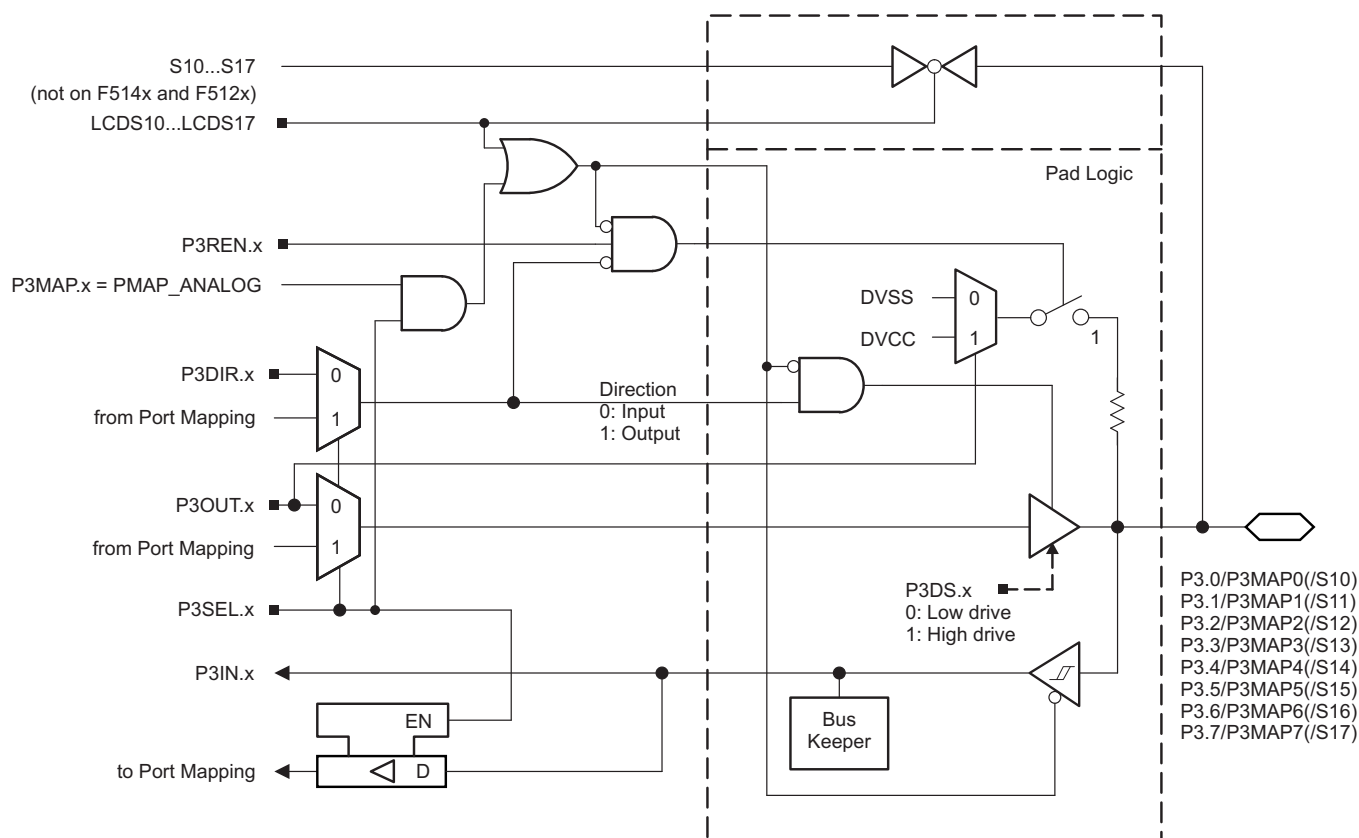 S10...S17
(not on F514x and F512x)
LCDS10...LCDS17
Pad Logic
P3REN.x
P3MAP.x = PMAP_ANALOG
DVSS
0
DVCC
1
1
P3DIR.x
0
from Port Mapping
1
Direction
0: Input
1: Output
P3OUT.x
0
from Port Mapping
1
P3SEL.x
P3DS.x
0: Low drive
1: High drive
P3.0/P3MAP0(/S10)
P3.1/P3MAP1(/S11)
P3.2/P3MAP2(/S12)
P3.3/P3MAP3(/S13)
P3.4/P3MAP4(/S14)
P3.5/P3MAP5(/S15)
P3.6/P3MAP6(/S16)
P3.7/P3MAP7(/S17)
P3IN.x
EN
Bus
Keeper
to Port Mapping
D